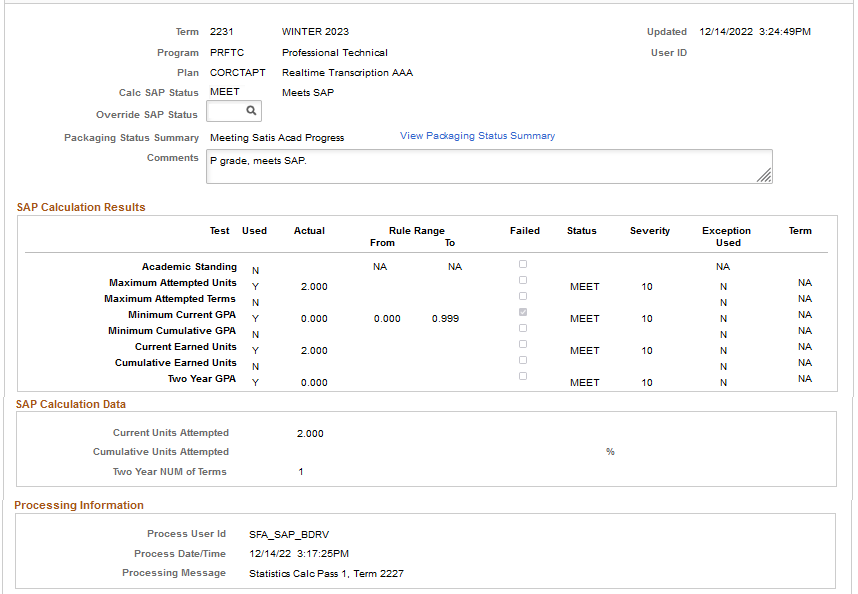 Term 2231 WINTER 2023 Updated 12/14/2022 3:24:49PM
Program PRFTC Professional Technical User ID
Plan CORCTAPT Realtime Transcription AAA
Calc SAP Status MEET Meets SAP
Override SAP Status
Packaging Status Summary Meeting Satis Acad Progress View Packaging Status Summary
Comments P grade, meets SAP.
SAP Calculation Results
Test Used Actual Rule Range Failed Status Severity Exception Term
From To Used
Academic Standing N NA NA NA
Maximum Attempted Units Y 2.000 MEET 10 N NA
Maximum Attempted Terms N N NA
Minimum Current GPA Y 0.000 0.000 0.999 MEET 10 N NA
Minimum Cumulative GPA N N NA
Current Earned Units Y 2.000 MEET 10 N NA
Cumulative Earned Units N N NA
Two Year GPA Y 0.000 MEET 10 N NA
SAP Calculation Data
Current Units Attempted 2.000
Cumulative Units Attempted %
Two Year NUM of Terms 1
Processing Information
Process User Id SFA_SAP_BDRV
Process Date/Time 12/14/22 3:17:25PM
Processing Message Statistics Calc Pass 1, Term 2227